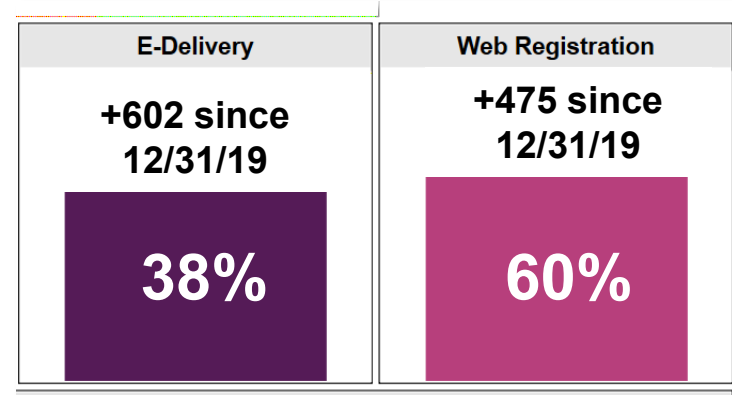 E-Delivery
+602 since
12/31/19
38%
Web Registration
+475 since
12/31/19
60%